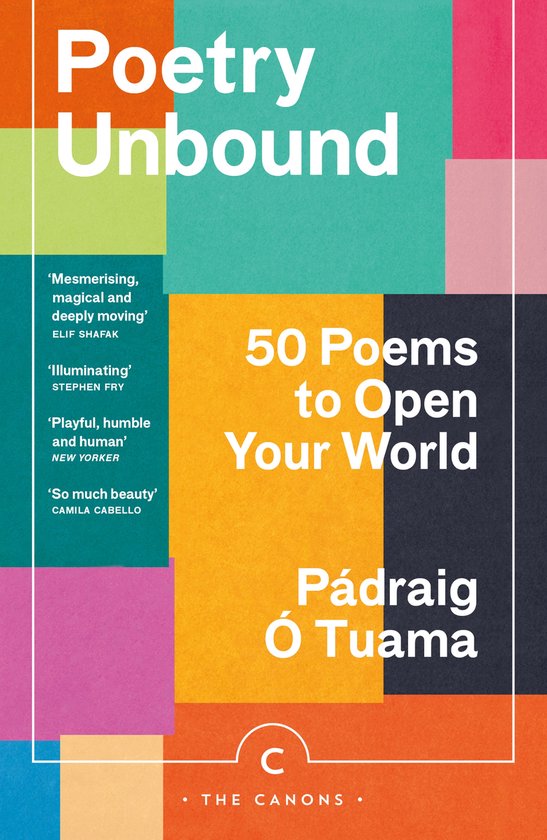 Poetry
Unbound
‘Mesmerising,
magical and
deeply moving’
ELIF SHAFAK
‘Illuminating’
STEPHEN FRY
‘Playful, humble
and human’
NEW YORKER
‘So much beauty’
CAMILA CABELLO
50 Poems
to Open
Your World
Pádraig
Ó Tuama
C
• THE CANONS •